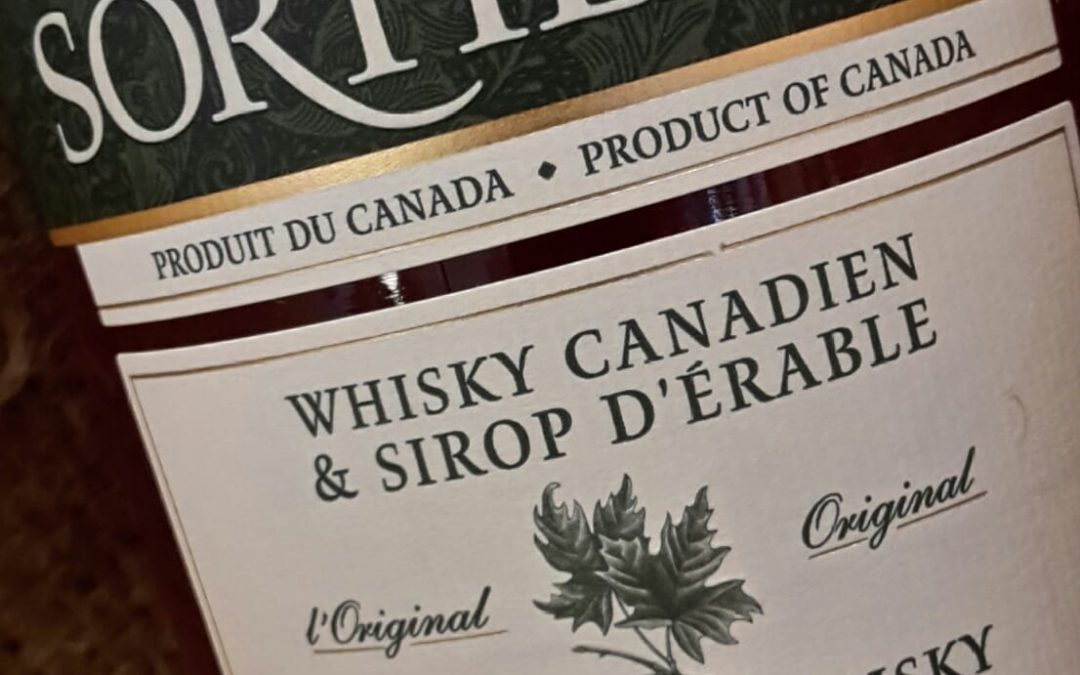 PRODUIT DU CANADA ♦ PRODUCT OF CANADA
WHISKY CANADIEN
& SIROP D'ÉRABLE
l'Original Original